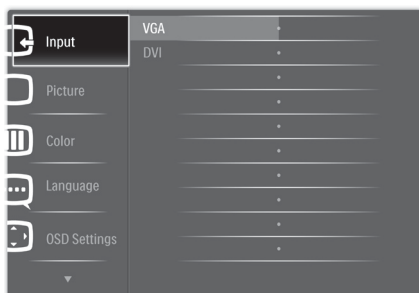 Input
VGA
DVI
Picture
Color
Language
OSD Settings